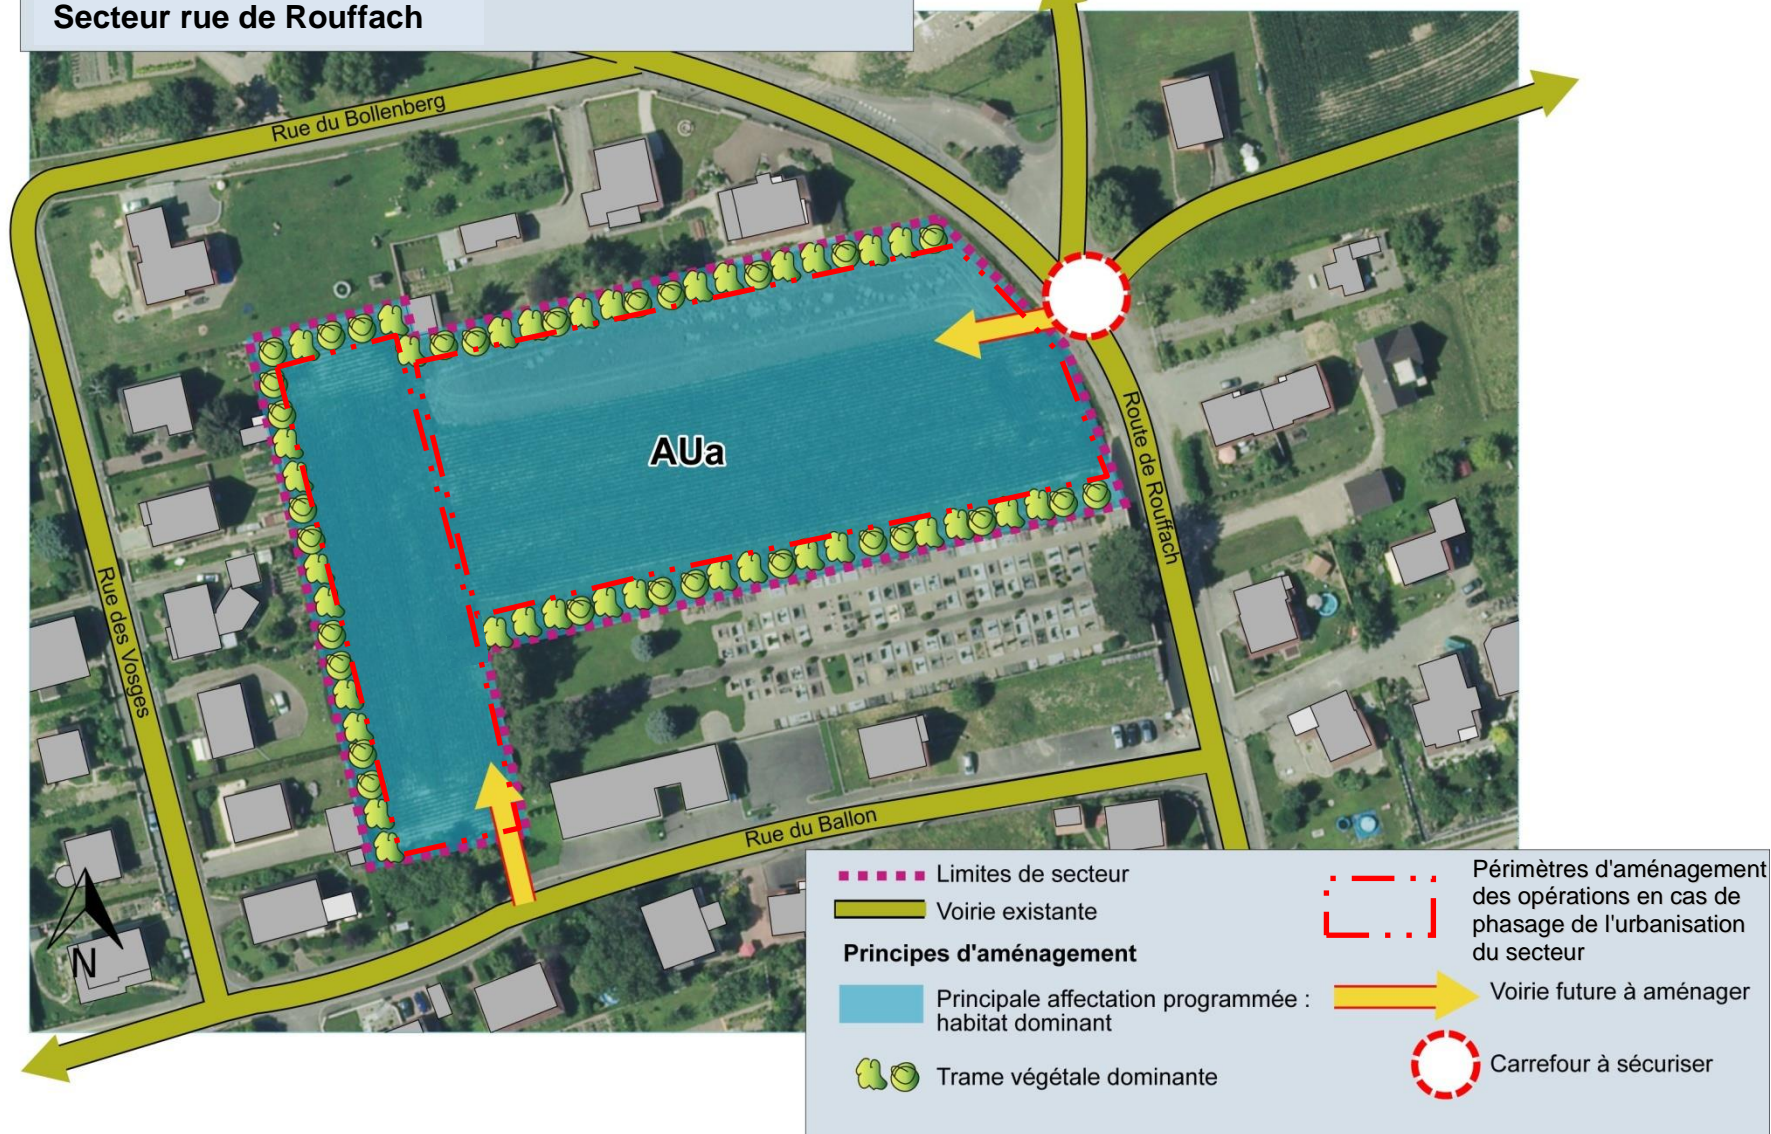 Secteur rue de Rouffach
Rue du Bollenberg
AUa
Route de Rouffach
Rue des Vosges
Rue du Ballon
N
Limites de secteur
Voirie existante
Principes d'aménagement
Principale affectation programmée :
habitat dominant
Trame végétale dominante
Périmètres d'aménagement
des opérations en cas de
phasage de l'urbanisation
du secteur
Voirie future à aménager
Carrefour à sécuriser